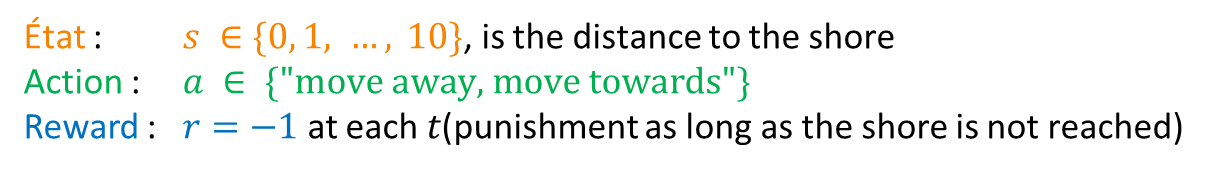 État : s ∈ {0, 1, …, 10}, is the distance to the shore
Action : a ∈ {"move away, move towards"}
Reward : r = −1 at each t(punishment as long as the shore is not reached)